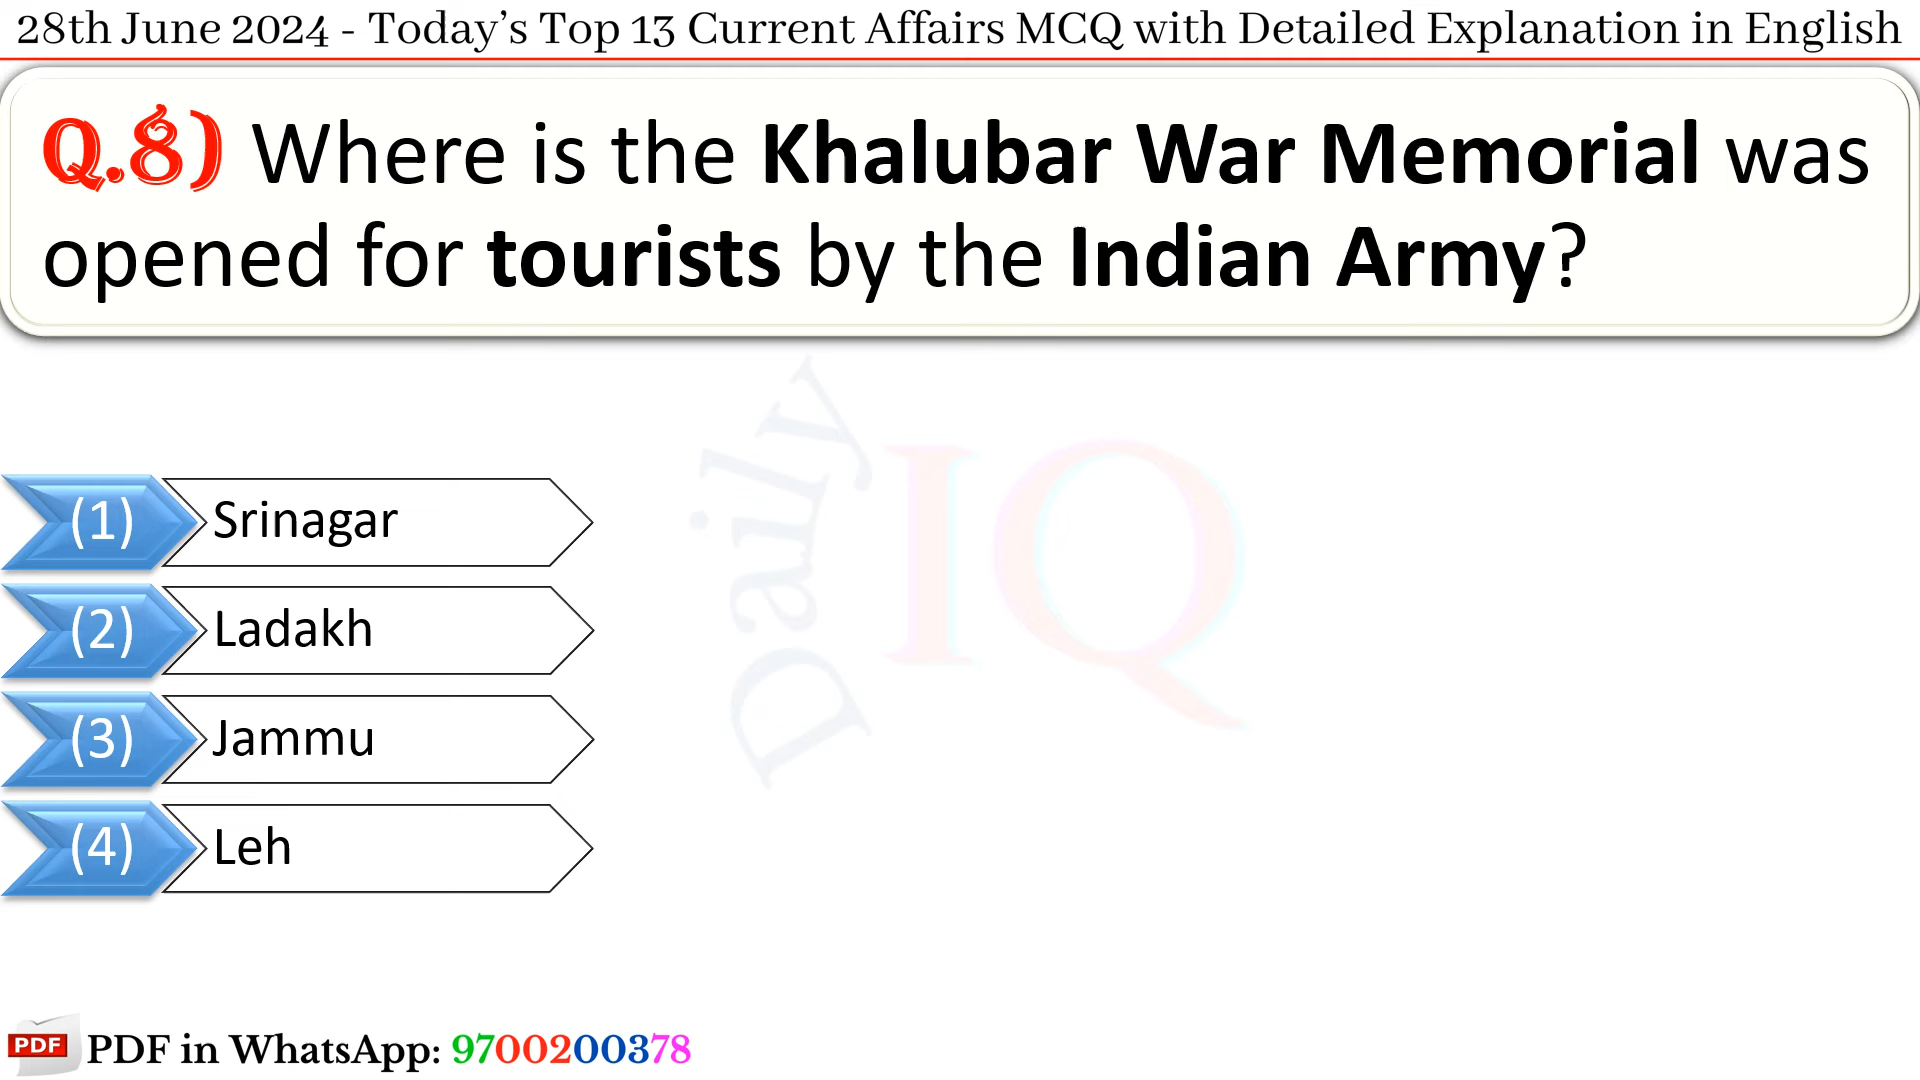 28th June 2024 - Today’s Top 13 Current Affairs MCQ with Detailed Explanation in English
Q.8) Where is the Khalubar War Memorial was
opened for tourists by the Indian Army?
Daily
IQ
(1) Srinagar
(2) Ladakh
(3) Jammu
(4) Leh
PDF PDF in WhatsApp: 9700200378